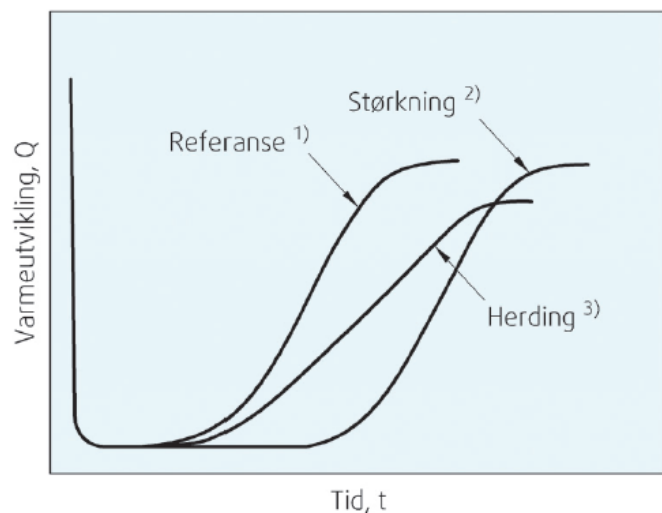 Størkning 2)
Referanse 1)
Varmeutvikling, Q
Herding 3)
Tid, t